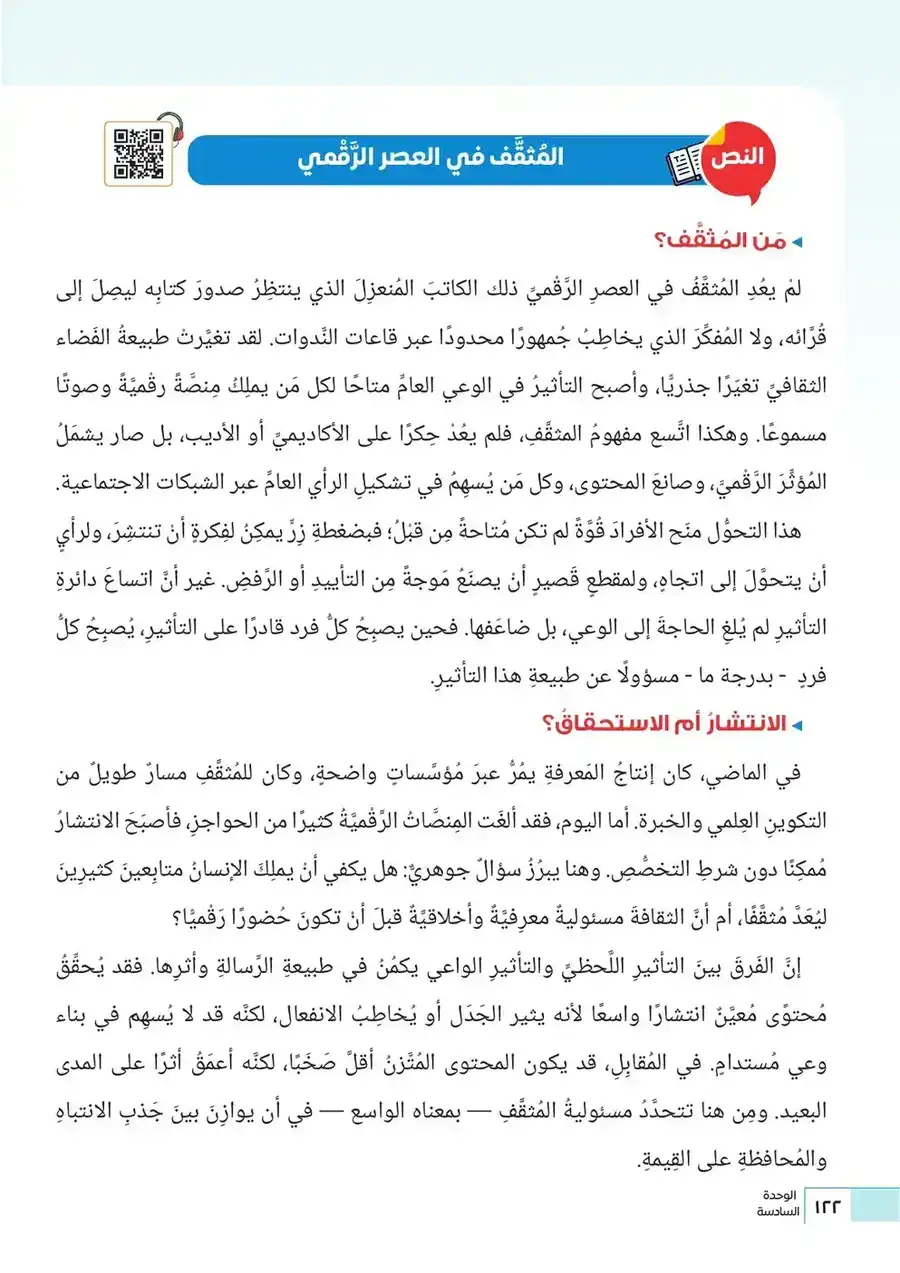 النص
المُثقَّف في العصر الرَّقْمي
مَن المُثقَّف؟
لمْ يعُدِ المُثقَّفُ في العصرِ الرَّقْميِّ ذلك الكاتبَ المُنعزِلَ الذي ينتظِرُ صدورَ كتابِه ليصِلَ إلى
قُرَّائه، ولا المُفكِّرَ الذي يخاطِبُ جُمهورًا محدودًا عبر قاعات النَّدوات. لقد تغيَّرتْ طبيعةُ الفَضاء
الثقافيِّ تغيَرًا جذريًّا، وأصبح التأثيرُ في الوعي العامِّ متاحًا لكل مَن يملِكُ مِنصَّةً رقْميَّةً وصوتًا
مسموعًا. وهكذا اتَّسع مفهومُ المثقَّفِ، فلم يعُدْ حِكرًا على الأكاديميِّ أو الأديب، بل صار يشمَلُ
المُؤثِّرَ الرَّقْميَّ، وصانعَ المحتوى، وكل مَن يُسهِمُ في تشكيلِ الرأي العامِّ عبر الشبكات الاجتماعية.
هذا التحوُّل منَح الأفرادَ قُوَّةً لم تكن مُتاحةً مِن قبْلُ؛ فبضغطةِ زِرٍّ يمكِنُ لفِكرةٍ أنْ تنتشِرَ، ولرأيٍ
أنْ يتحوَّلَ إلى اتجاهٍ، ولمقطعٍ قَصيرٍ أنْ يصنَعُ مَوجةً مِن التأييدِ أو الرَّفضِ. غير أنَّ اتساعَ دائرةِ
التأثيرِ لم يُلغِ الحاجةَ إلى الوعي، بل ضاعَفها. فحين يصبِحُ كلُّ فرد قادرًا على التأثيرِ، يُصبِحُ كلُّ
فردٍ - بدرجة ما - مسؤولًا عن طبيعةِ هذا التأثيرِ.
الانتشارُ أم الاستحقاقُ؟
في الماضي، كان إنتاجُ المَعرفةِ يمُرُّ عبرَ مُؤسَّساتٍ واضحةٍ، وكان للمُثقَّفِ مسارٌ طويلٌ من
التكوينِ العِلمي والخبرة. أما اليوم، فقد ألغَت المِنصَّاتُ الرَّقْميَّةُ كثيرًا من الحواجزِ، فأصبَحَ الانتشارُ
مُمكِنًا دون شرطِ التخصُّصِ. وهنا يبرُزُ سؤالٌ جوهريٌّ: هل يكفي أنْ يملِكَ الإنسانُ متابِعينَ كثيرِينَ
ليُعَدَّ مُثقَّفًا، أم أنَّ الثقافةَ مسئوليةٌ معرفِيَّةٌ وأخلاقيَّةٌ قبلَ أنْ تكونَ حُضورًا رَقْميًّا؟
إنَّ الفَرقَ بينَ التأثيرِ اللَّحظيِّ والتأثيرِ الواعي يكمُنُ في طبيعةِ الرِّسالةِ وأثرِها. فقد يُحقِّقُ
مُحتوًى مُعيَّنٌ انتشارًا واسعًا لأنه يثير الجَدَل أو يُخاطِبُ الانفعال، لكنَّه قد لا يُسهِم في بناء
وعي مُستدامٍ. في المُقابِلِ، قد يكون المحتوى المُتَّزنُ أقلَّ صَخَبًا، لكنَّه أعمَقُ أثرًا على المدى
البعيد. ومِن هنا تتحدَّدُ مسئوليةُ المُثقَّفِ — بمعناه الواسع — في أن يوازِنَ بينَ جَذبِ الانتباهِ
والمُحافظةِ على القِيمةِ.
الوحدة
السادسة
١٢٢